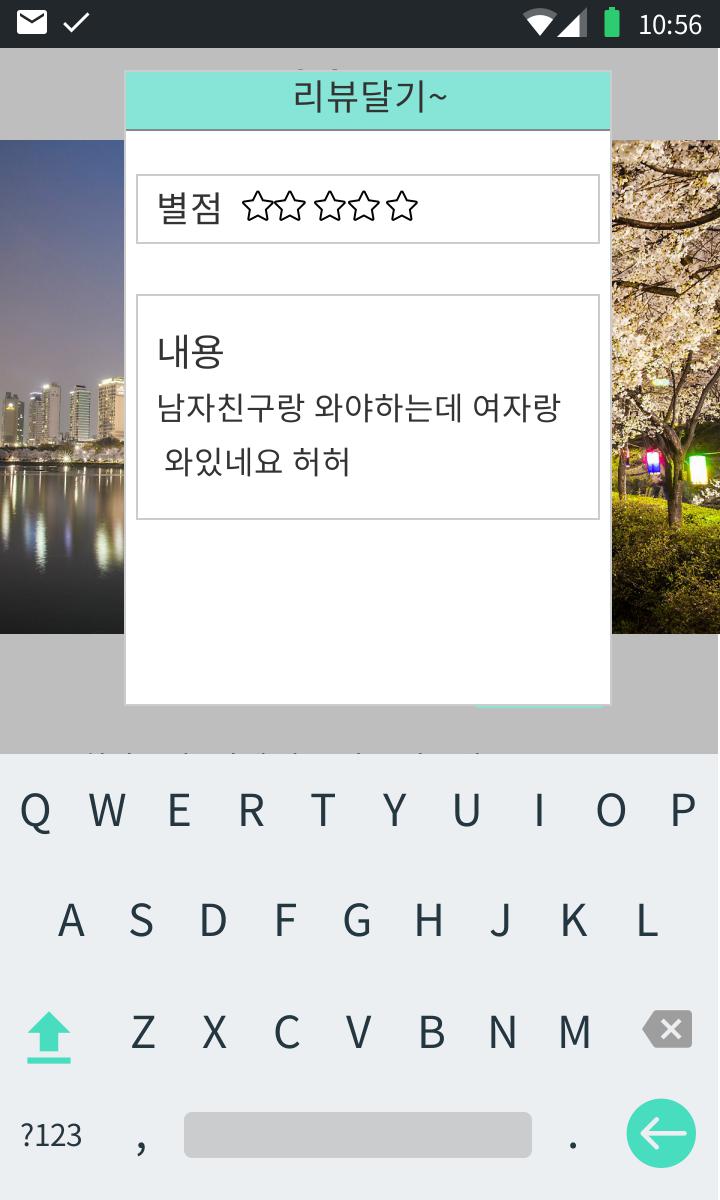 10:56
리뷰달기~
별점
내용
남자친구랑 와야하는데 여자랑
와있네요 허허
Q W E R T Y U I O P
A S D F G H J K L
Z X C V B N M
?123 , .